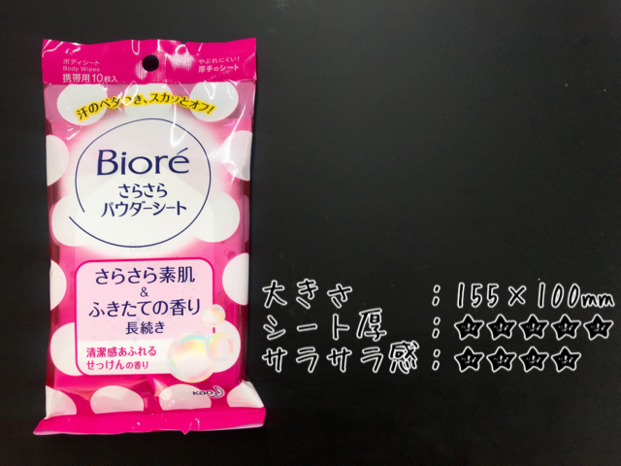 ボディシート
Body Wipes
携帯用10枚入
やぶれにくい!
厚手のシート
汗のベタつき、スカッとオフ!
Bioré
さらさら
パウダーシート
さらさら素肌
&
ふきたての香り
長続き
清潔感あふれる
せっけんの香り
Kao
大きさ :155×100mm
シート厚 :☆☆☆☆☆
サラサラ感:☆☆☆☆